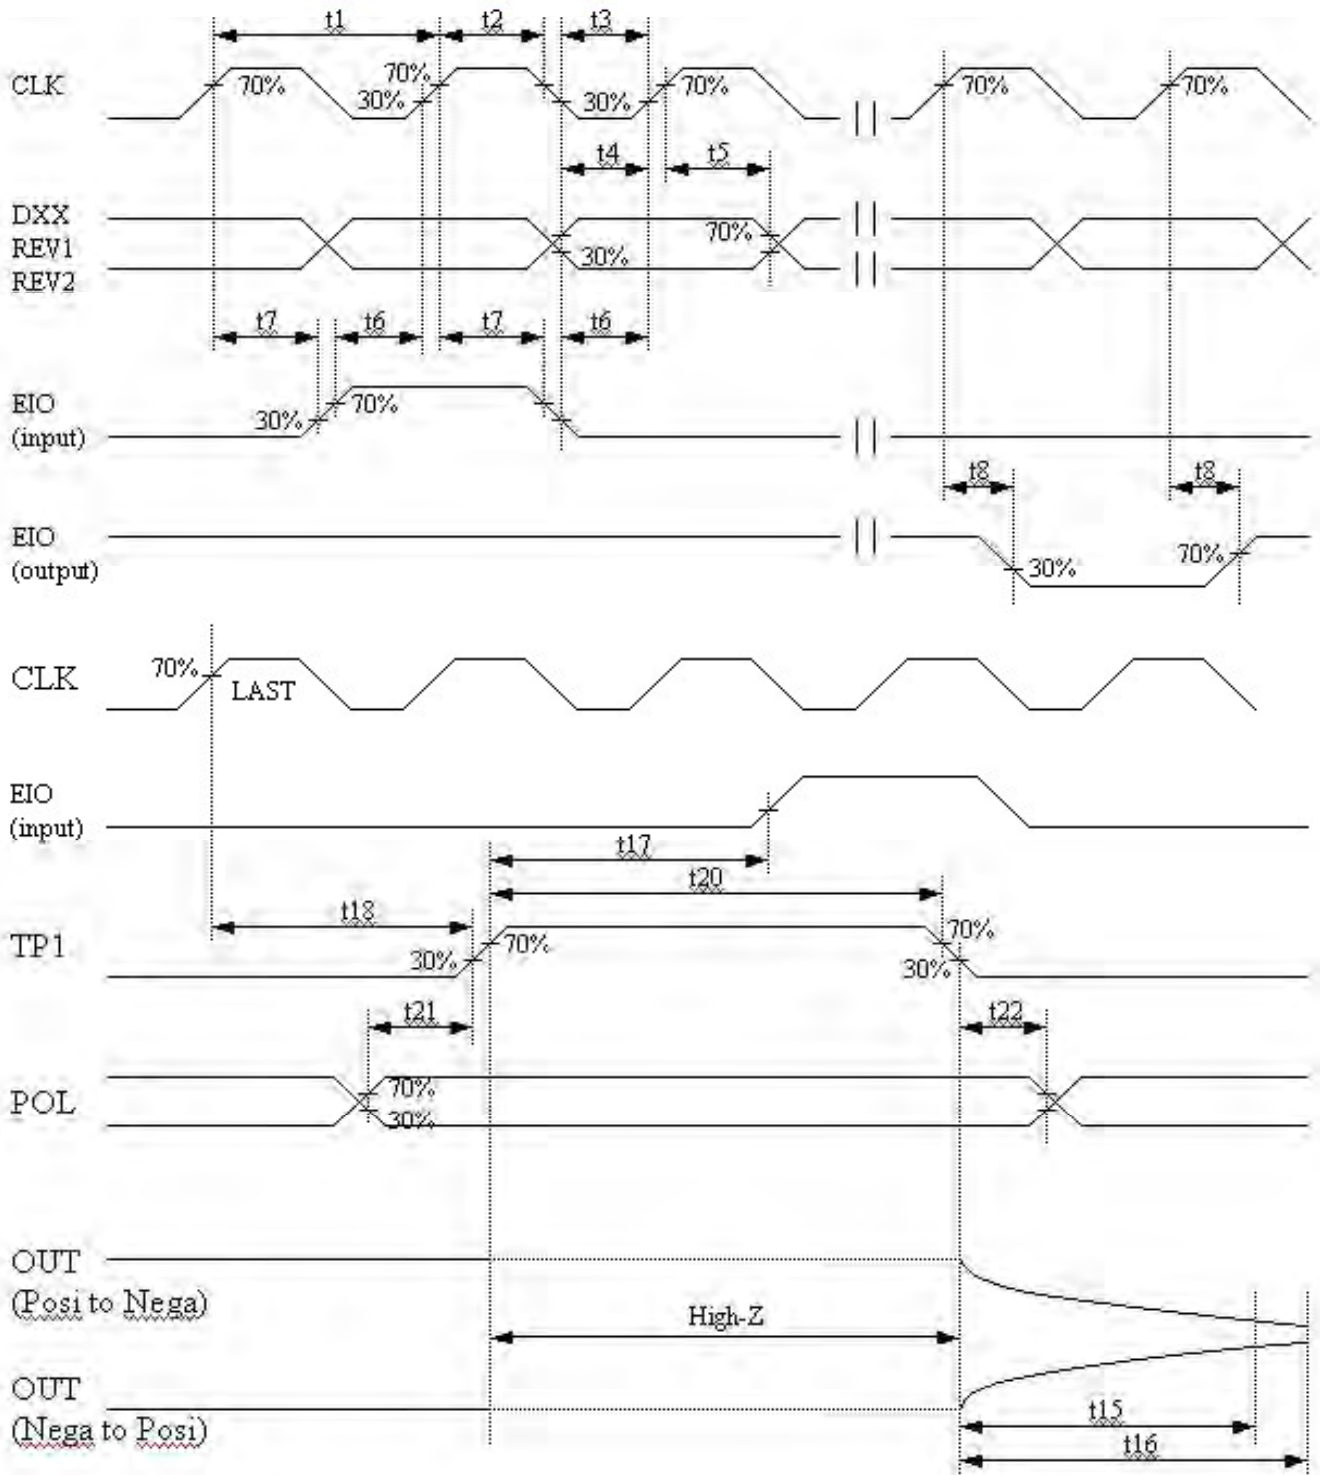 t1 t2 t3
CLK 70% 70% 30% 30% 70% 70% 70%
t4 t5
DXX
REV1 30% 70%
REV2
t7 t6 t7 t6
EIO
(input) 30% 70%
t8 t8
EIO
(output) 30% 70%
CLK 70% LAST
EIO
(input)
t17
t20
t18
TP1 30% 70% 70% 30%
t21 t22
POL 70% 30%
OUT
(Posi to Nega)
High-Z
OUT
(Nega to Posi)
t15
t16